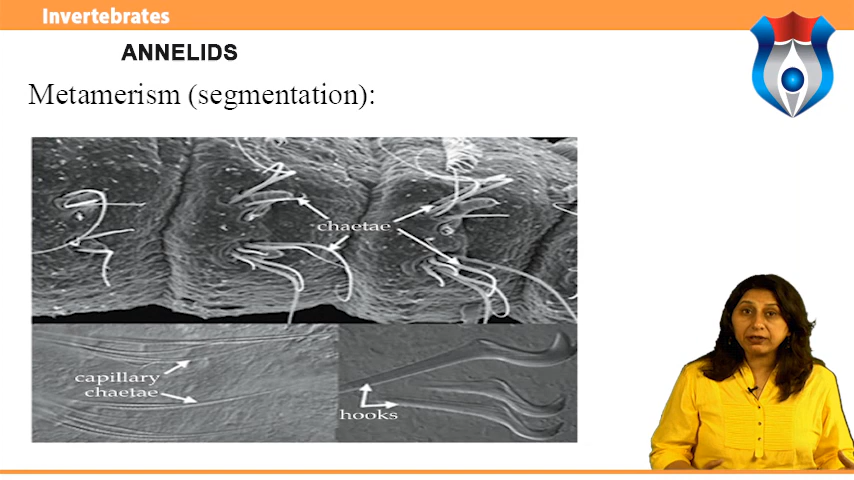 Invertebrates
ANNELIDS
Metamerism (segmentation):
chaetae
capillary
chaetae
hooks